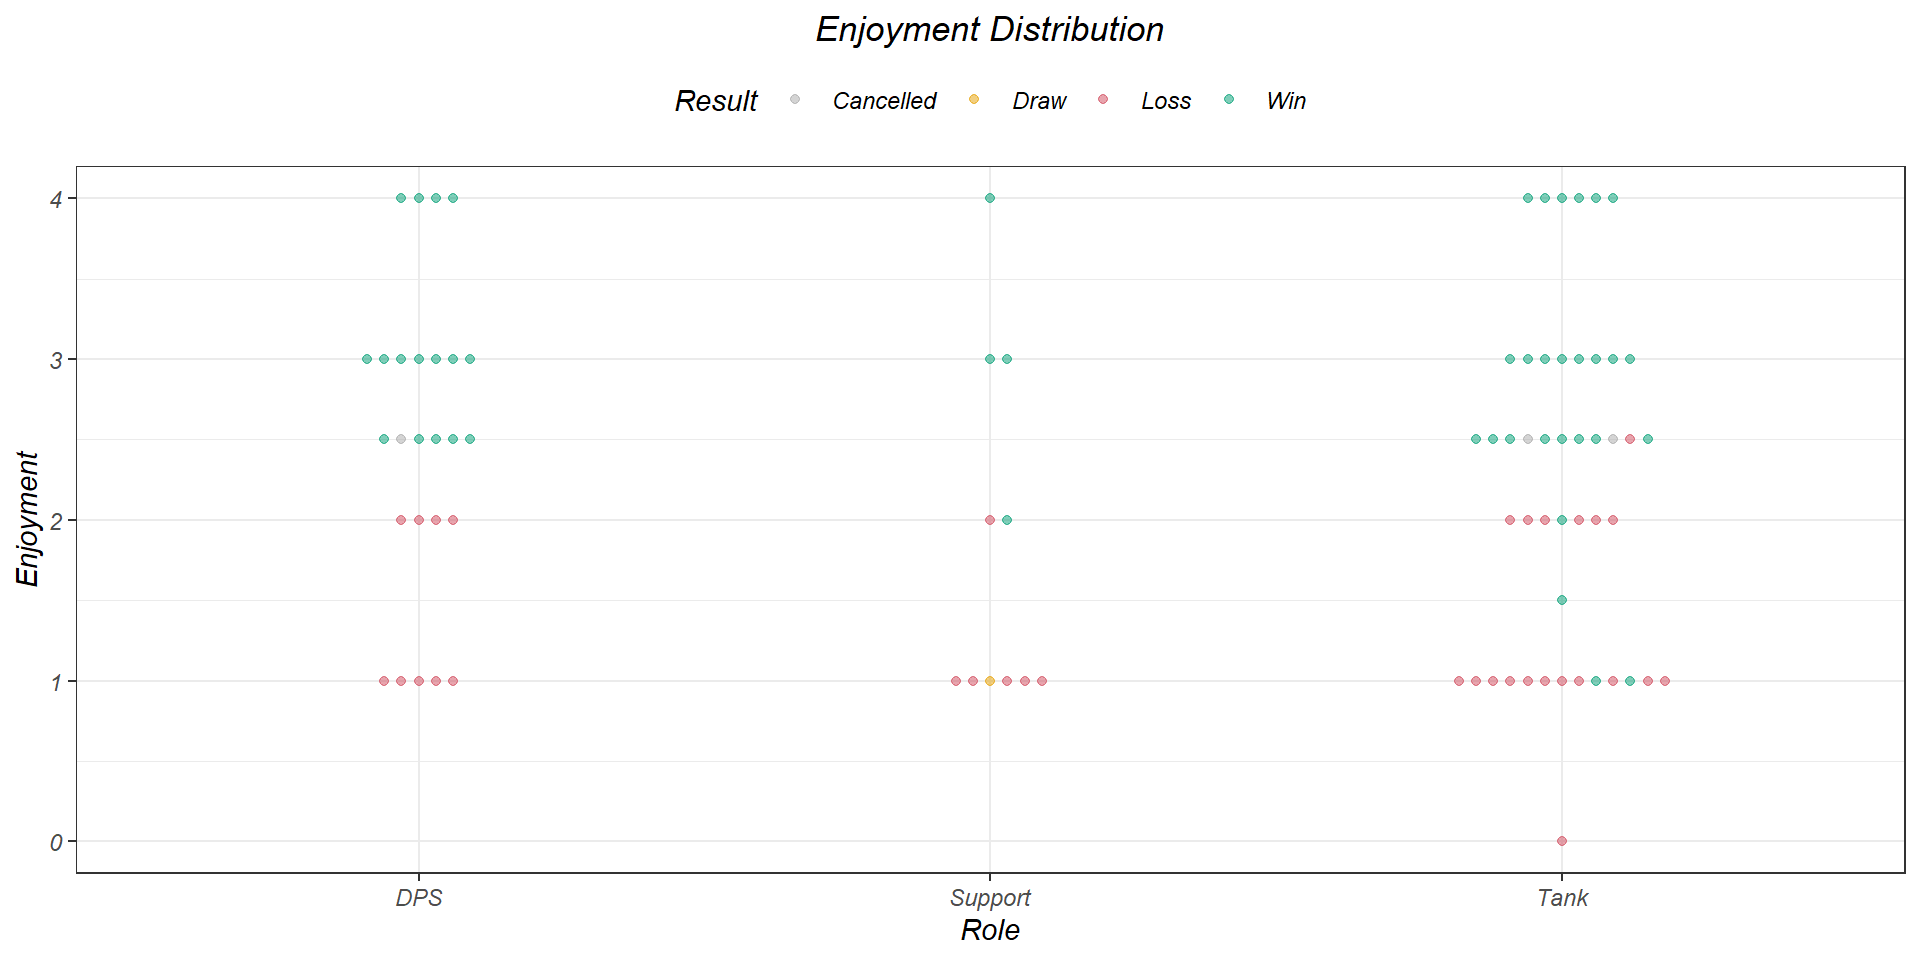 Enjoyment Distribution
Result Cancelled Draw Loss Win
Enjoyment
4
3
2
1
0
DPS Support Tank
Role